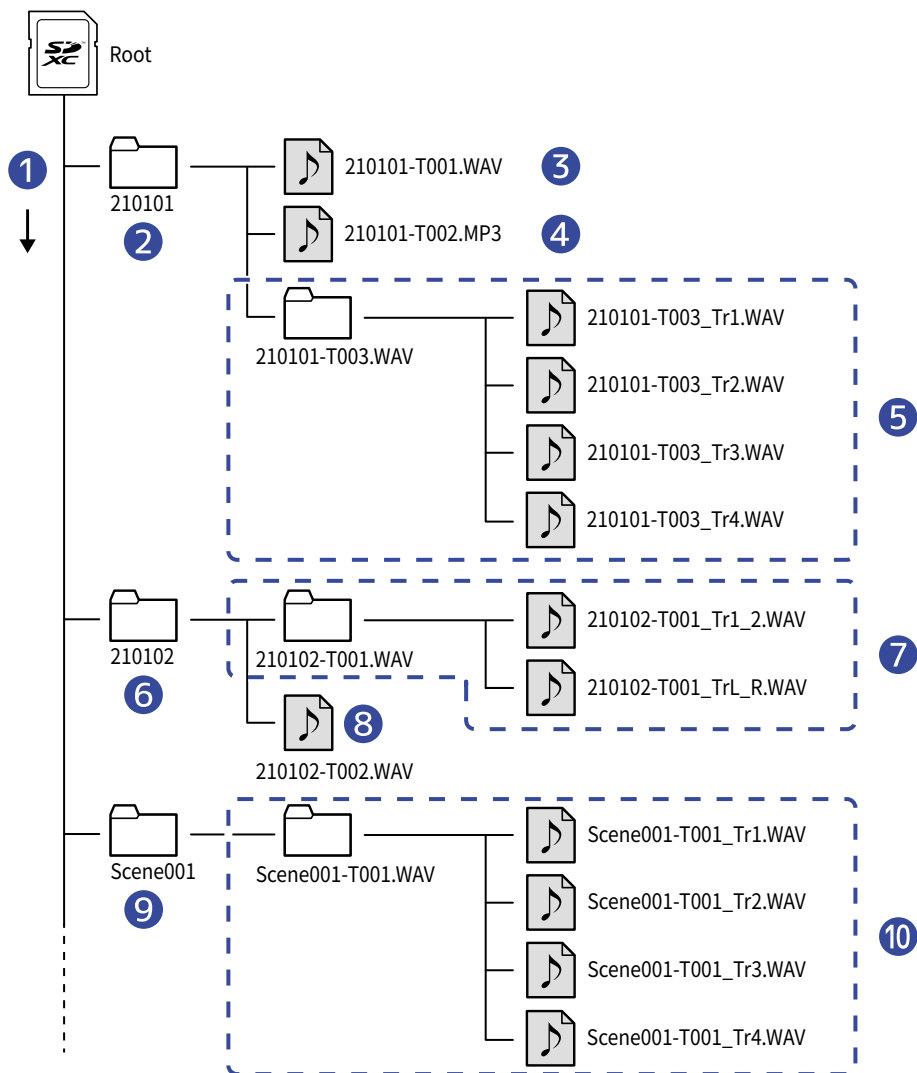 SD
XC
Root
1
210101
2
210101-T001.WAV
3
210101-T002.MP3
4
210101-T003.WAV
210101-T003_Tr1.WAV
210101-T003_Tr2.WAV
210101-T003_Tr3.WAV
210101-T003_Tr4.WAV
5
210102
6
210102-T001.WAV
210102-T001_Tr1_2.WAV
210102-T001_TrL_R.WAV
7
8
210102-T002.WAV
Scene001
9
Scene001-T001.WAV
Scene001-T001_Tr1.WAV
Scene001-T001_Tr2.WAV
Scene001-T001_Tr3.WAV
Scene001-T001_Tr4.WAV
10